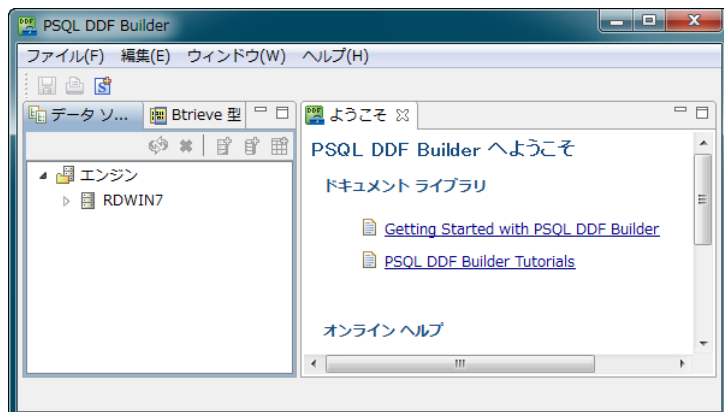 PSQL DDF Builder
ファイル(F) 編集(E) ウィンドウ(W) ヘルプ(H)
データ ソ... Btrieve 型
ようこそ
エンジン
RDWIN7
PSQL DDF Builder へようこそ
ドキュメント ライブラリ
Getting Started with PSQL DDF Builder
PSQL DDF Builder Tutorials
オンライン ヘルプ